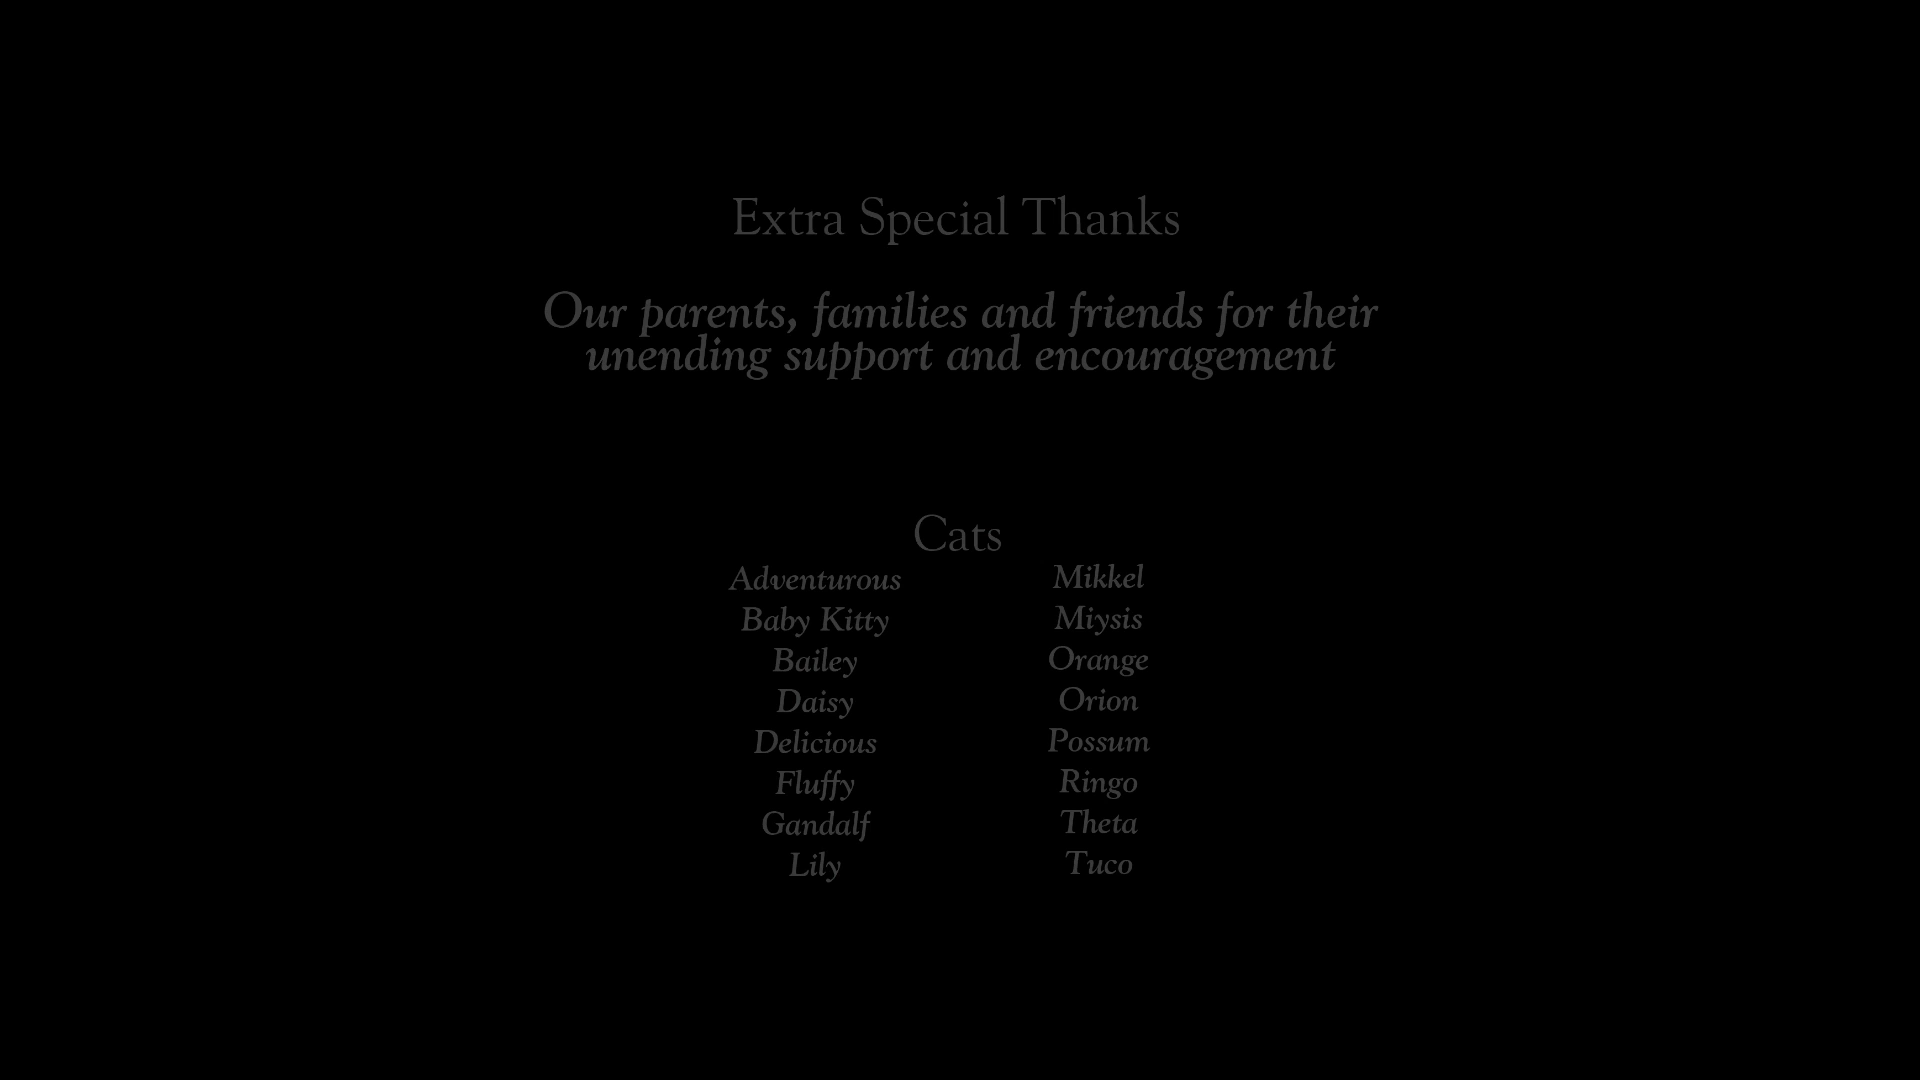 Extra Special Thanks
Our parents, families and friends for their
unending support and encouragement
Cats
Adventurous
Baby Kitty
Bailey
Daisy
Delicious
Fluffy
Gandalf
Lily
Mikkel
Miysis
Orange
Orion
Possum
Ringo
Theta
Tuco